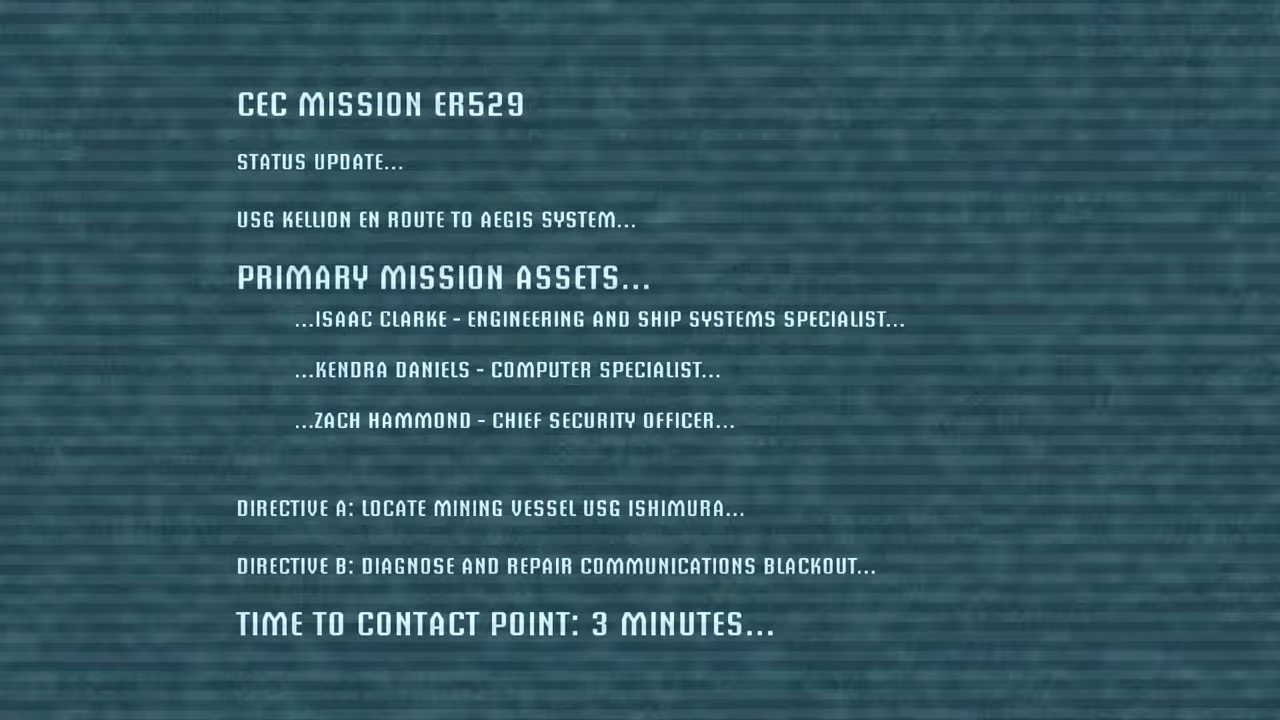 CEC MISSION ER529
STATUS UPDATE...
USG KELLION EN ROUTE TO AEGIS SYSTEM...
PRIMARY MISSION ASSETS...
...ISAAC CLARKE - ENGINEERING AND SHIP SYSTEMS SPECIALIST...
...KENDRA DANIELS - COMPUTER SPECIALIST...
...ZACH HAMMOND - CHIEF SECURITY OFFICER...
DIRECTIVE A: LOCATE MINING VESSEL USG ISHIMURA...
DIRECTIVE B: DIAGNOSE AND REPAIR COMMUNICATIONS BLACKOUT...
TIME TO CONTACT POINT: 3 MINUTES...